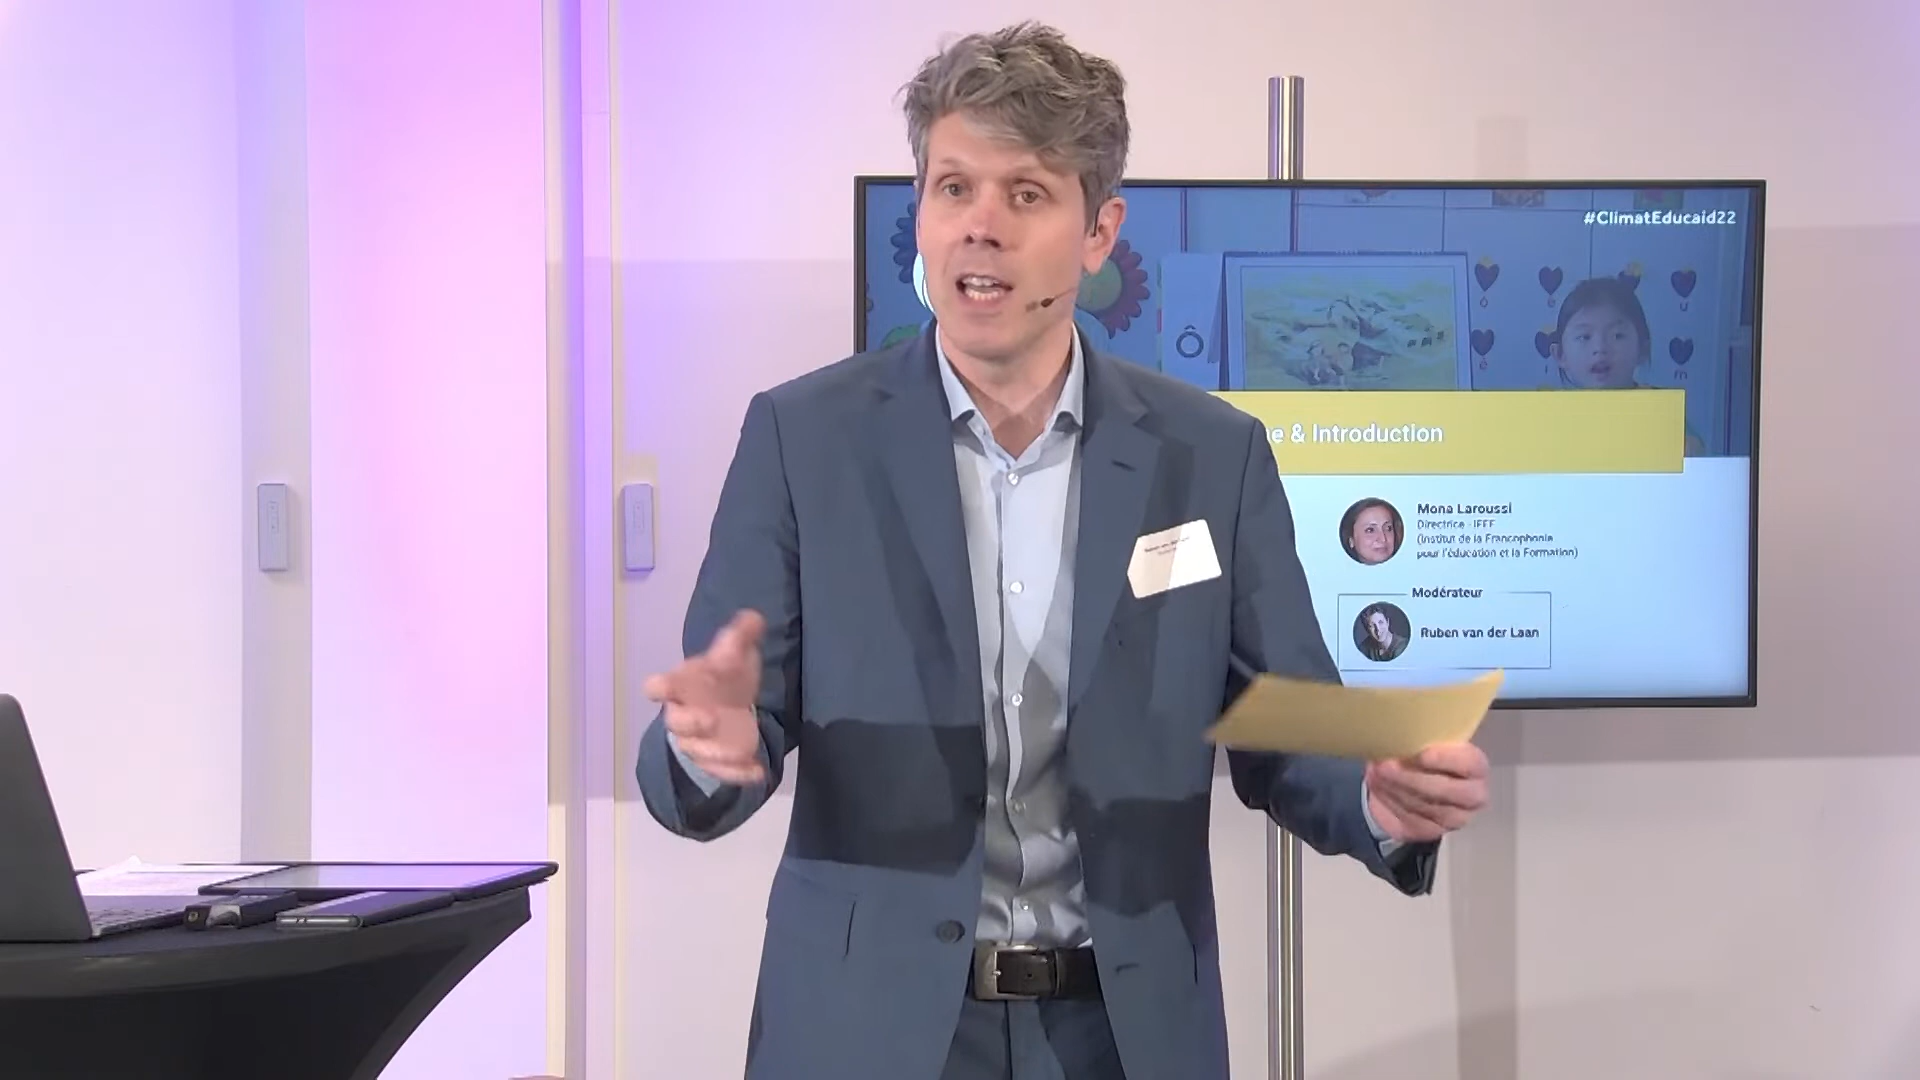 #ClimatEducaid22
Ô
e & Introduction
Mona Laroussi
Directrice - IFEF
(Institut de la Francophonie
pour l'éducation et la Formation)
Modérateur
Ruben van der Laan